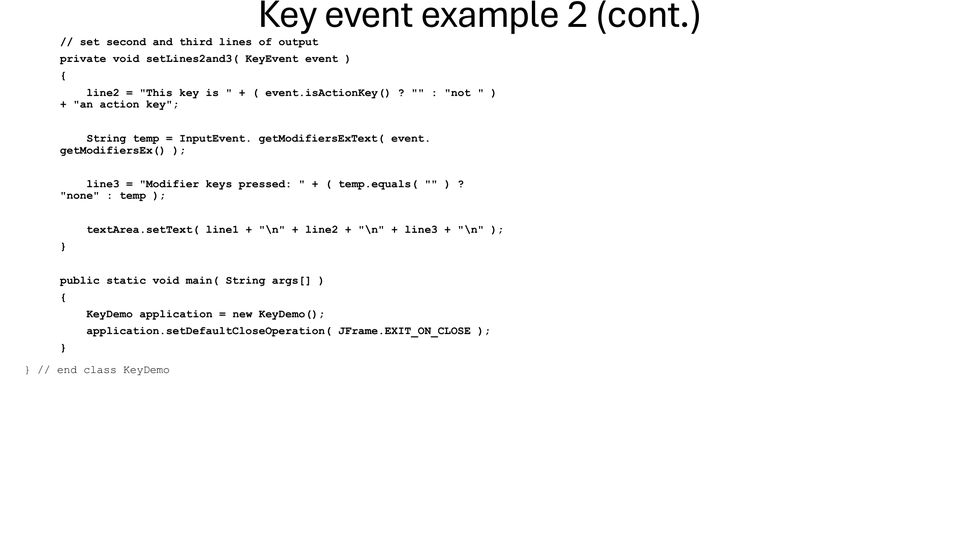 Key event example 2 (cont.)
// set second and third lines of output
private void setLines2and3( KeyEvent event )
{
line2 = "This key is " + ( event.isActionKey() ? "" : "not " )
+ "an action key";
String temp = InputEvent. getModifiersExText( event.
getModifiersEx() );
line3 = "Modifier keys pressed: " + ( temp.equals( "" ) ?
"none" : temp );
textArea.setText( line1 + "\n" + line2 + "\n" + line3 + "\n" );
}
public static void main( String args[] )
{
KeyDemo application = new KeyDemo();
application.setDefaultCloseOperation( JFrame.EXIT_ON_CLOSE );
}
} // end class KeyDemo